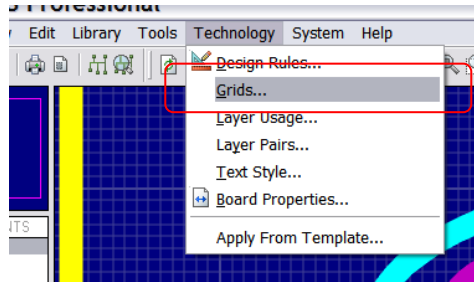 Professional
Edit Library Tools Technology System Help
Design Rules...
Grids...
Layer Usage...
Layer Pairs...
Text Style...
Board Properties...
Apply From Template...